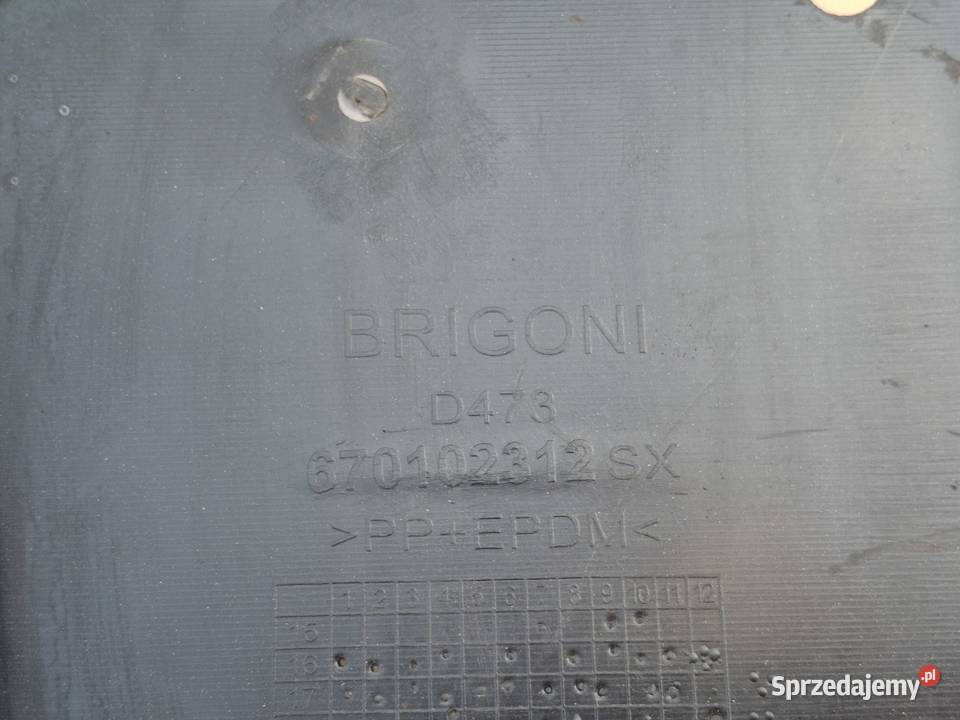 BRIGONI
D473
670102312 SX
>PP+EPDM<
1 2 3 4 5 6 7 8 9 10 11 12
15
16
Sprzedajemy.pl